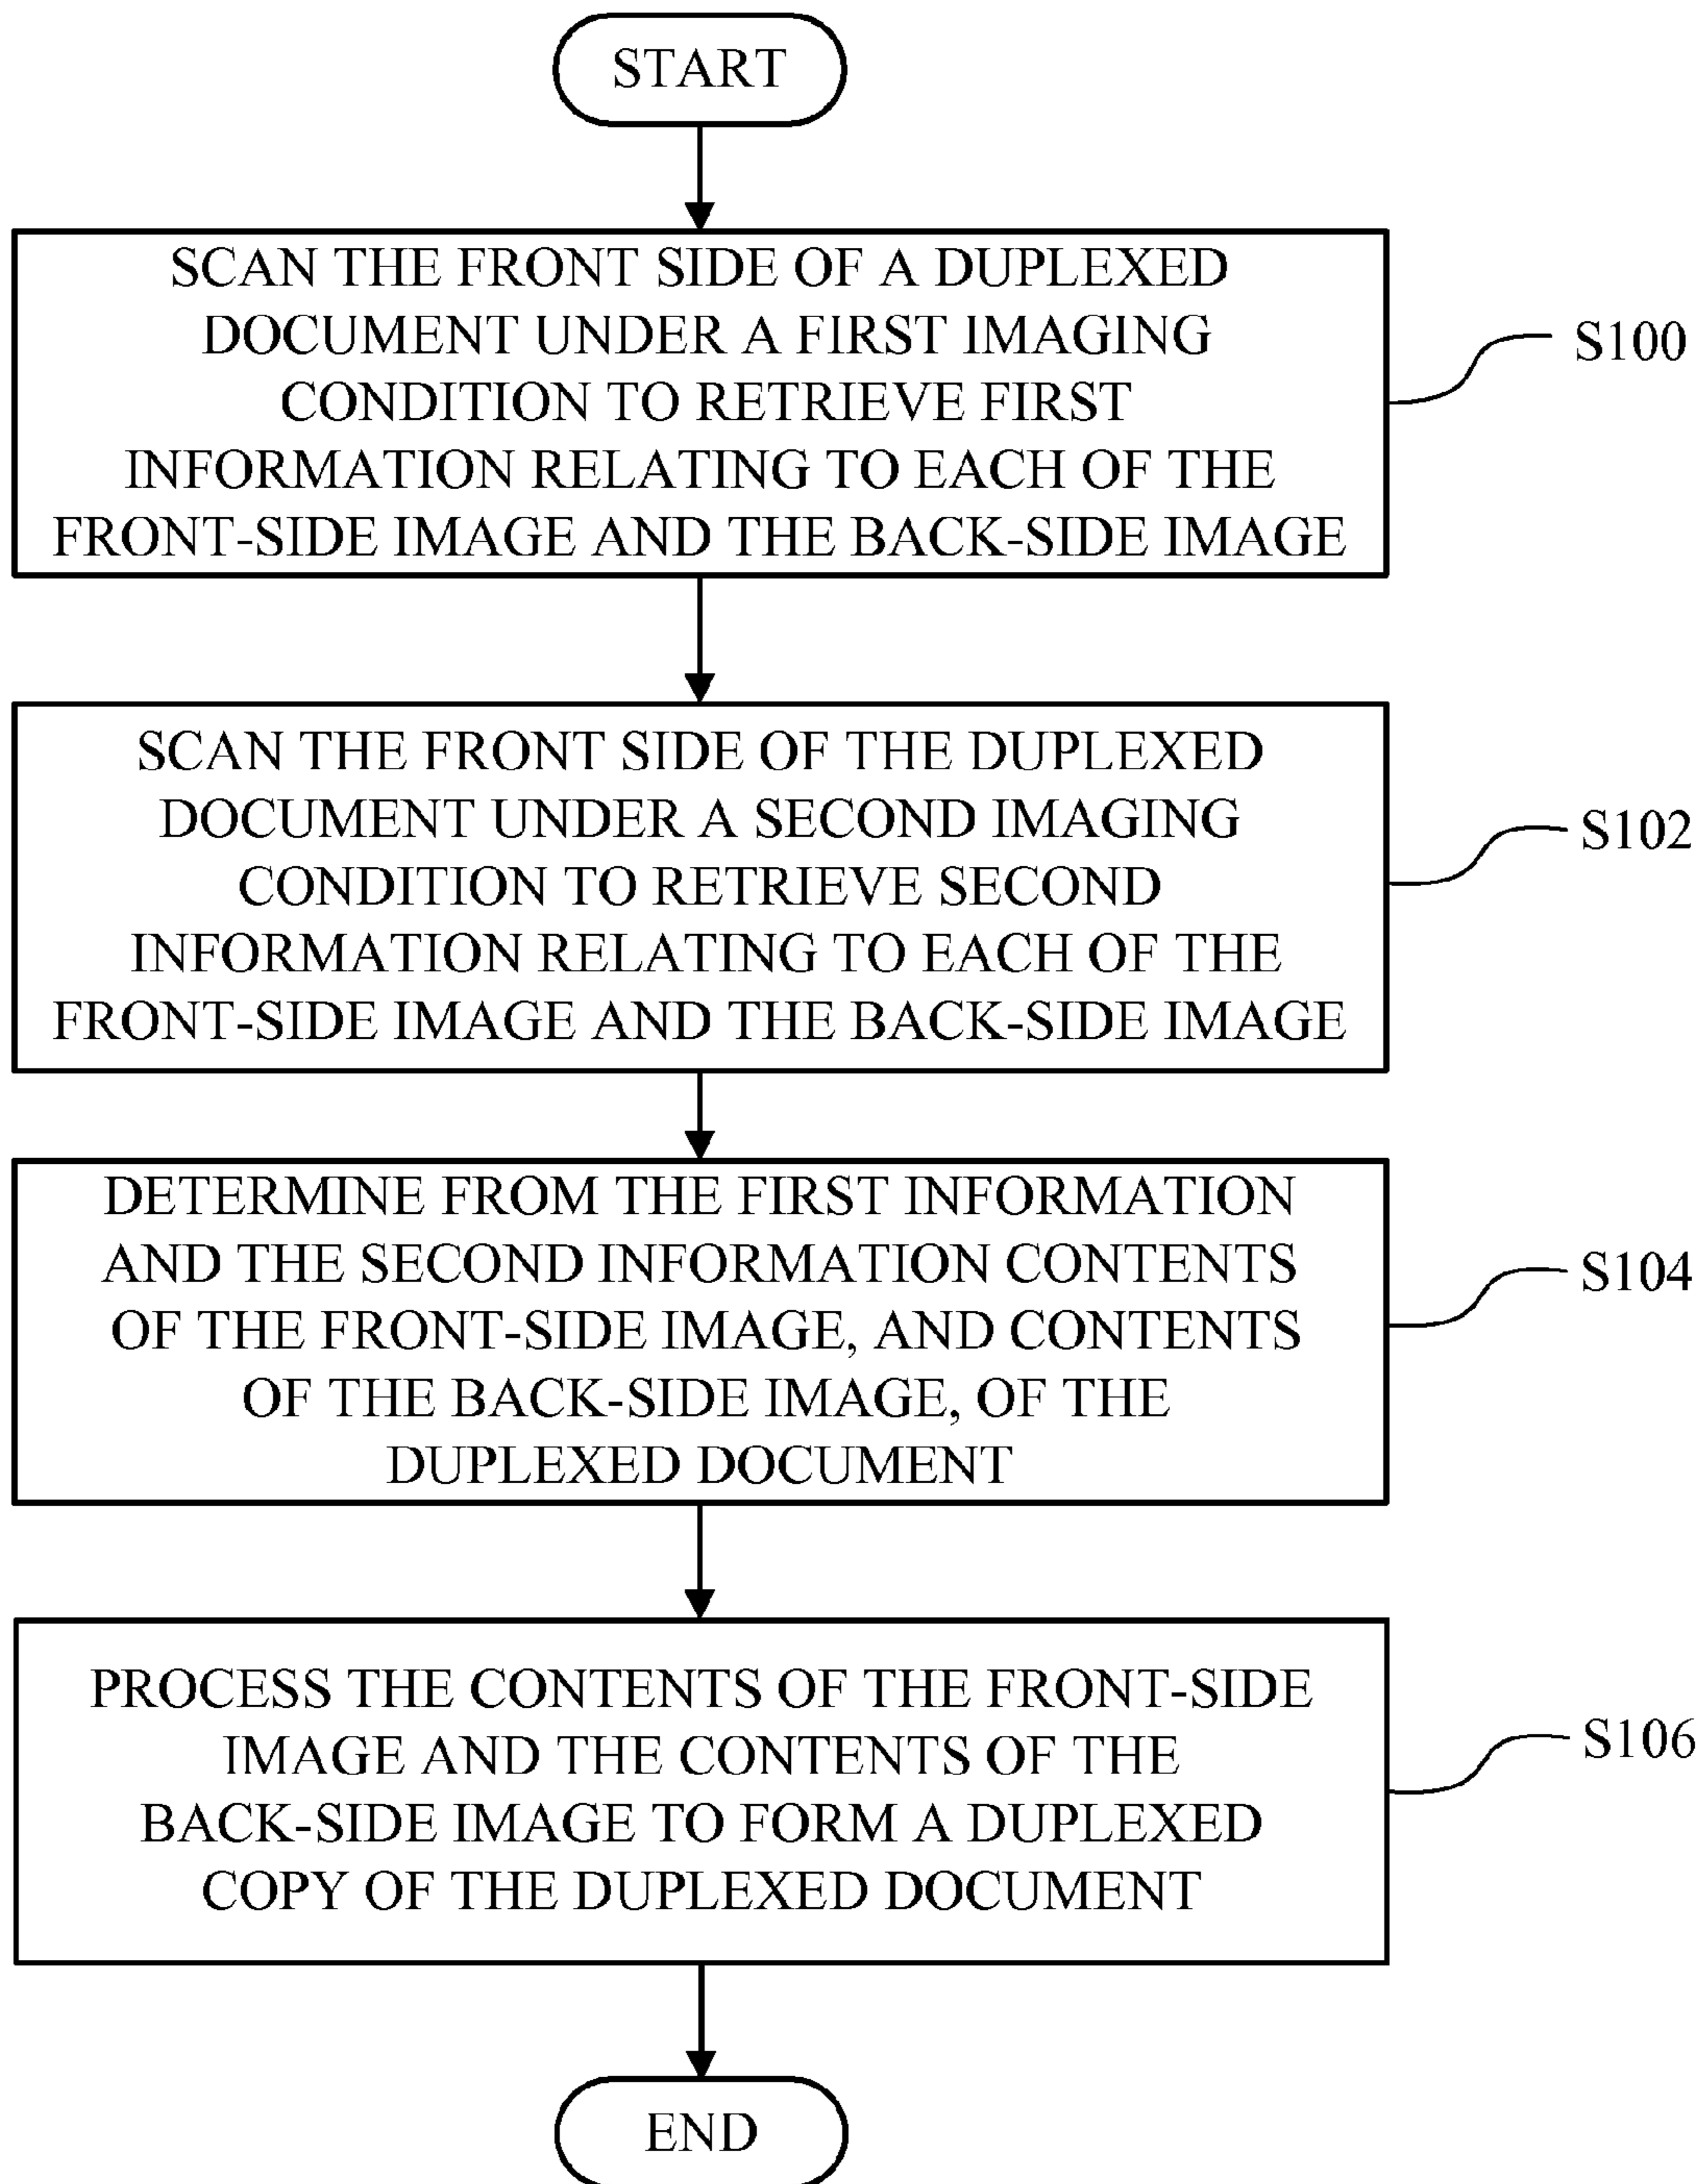 START
SCAN THE FRONT SIDE OF A DUPLEXED
DOCUMENT UNDER A FIRST IMAGING
CONDITION TO RETRIEVE FIRST
INFORMATION RELATING TO EACH OF THE
FRONT-SIDE IMAGE AND THE BACK-SIDE IMAGE
S100
SCAN THE FRONT SIDE OF THE DUPLEXED
DOCUMENT UNDER A SECOND IMAGING
CONDITION TO RETRIEVE SECOND
INFORMATION RELATING TO EACH OF THE
FRONT-SIDE IMAGE AND THE BACK-SIDE IMAGE
S102
DETERMINE FROM THE FIRST INFORMATION
AND THE SECOND INFORMATION CONTENTS
OF THE FRONT-SIDE IMAGE, AND CONTENTS
OF THE BACK-SIDE IMAGE, OF THE
DUPLEXED DOCUMENT
S104
PROCESS THE CONTENTS OF THE FRONT-SIDE
IMAGE AND THE CONTENTS OF THE
BACK-SIDE IMAGE TO FORM A DUPLEXED
COPY OF THE DUPLEXED DOCUMENT
S106
END